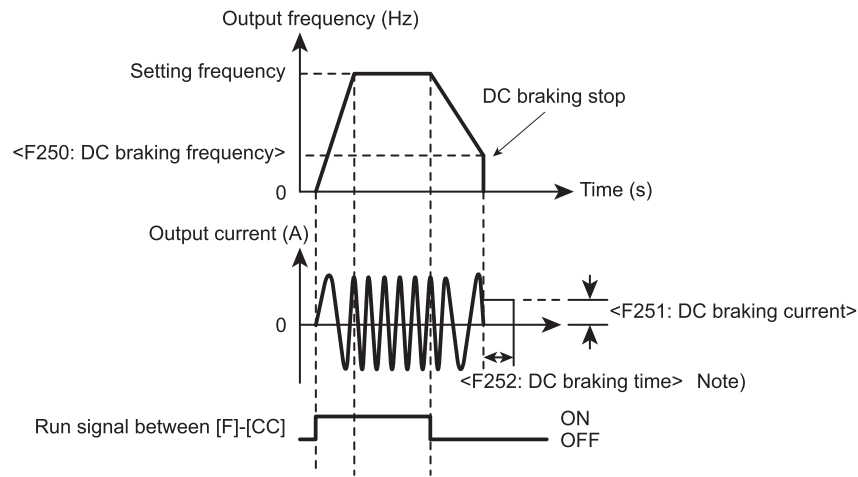 Output frequency (Hz)
Setting frequency
DC braking stop
<F250: DC braking frequency>
0
Time (s)
Output current (A)
0
<F251: DC braking current>
<F252: DC braking time> Note)
Run signal between [F]-[CC]
ON
OFF